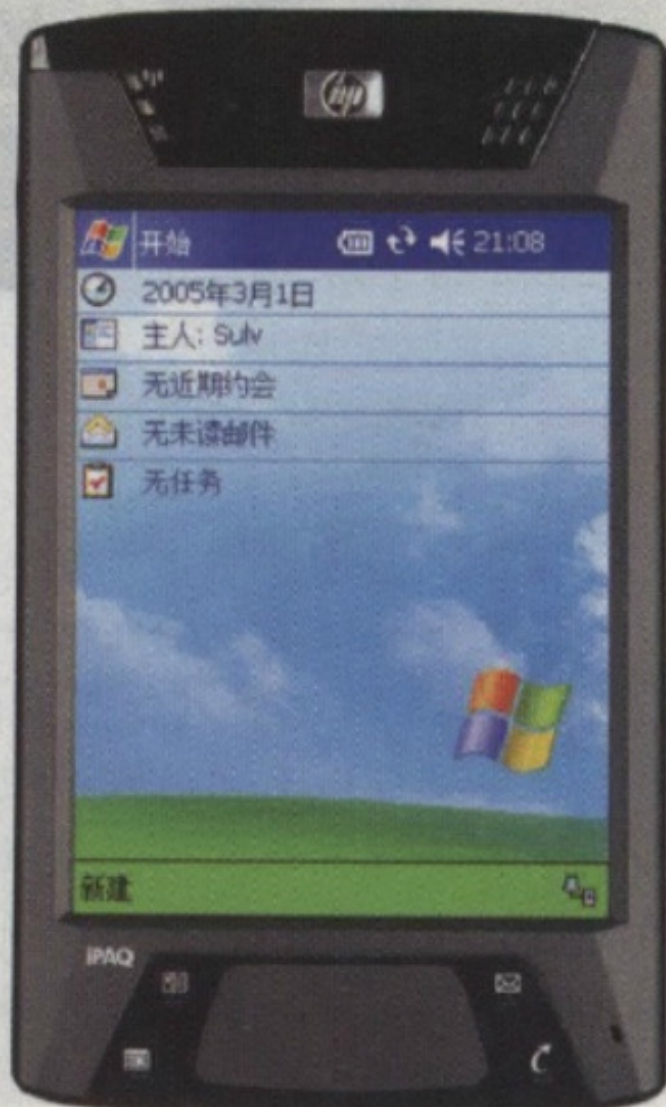 hp
开始 21:08
2005年3月1日
主人: Sulv
无近期约会
无未读邮件
无任务
新建
iPAQ